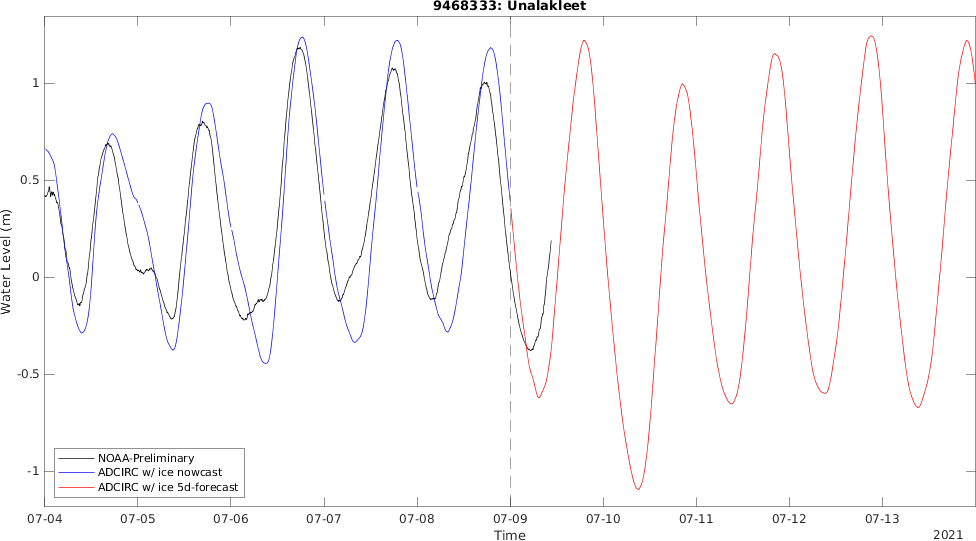 9468333: Unalakleet
Water Level (m)
1
0.5
0
-0.5
-1
NOAA-Preliminary
ADCIRC w/ ice nowcast
ADCIRC w/ ice 5d-forecast
07-04 07-05 07-06 07-07 07-08 07-09 07-10 07-11 07-12 07-13
Time
2021